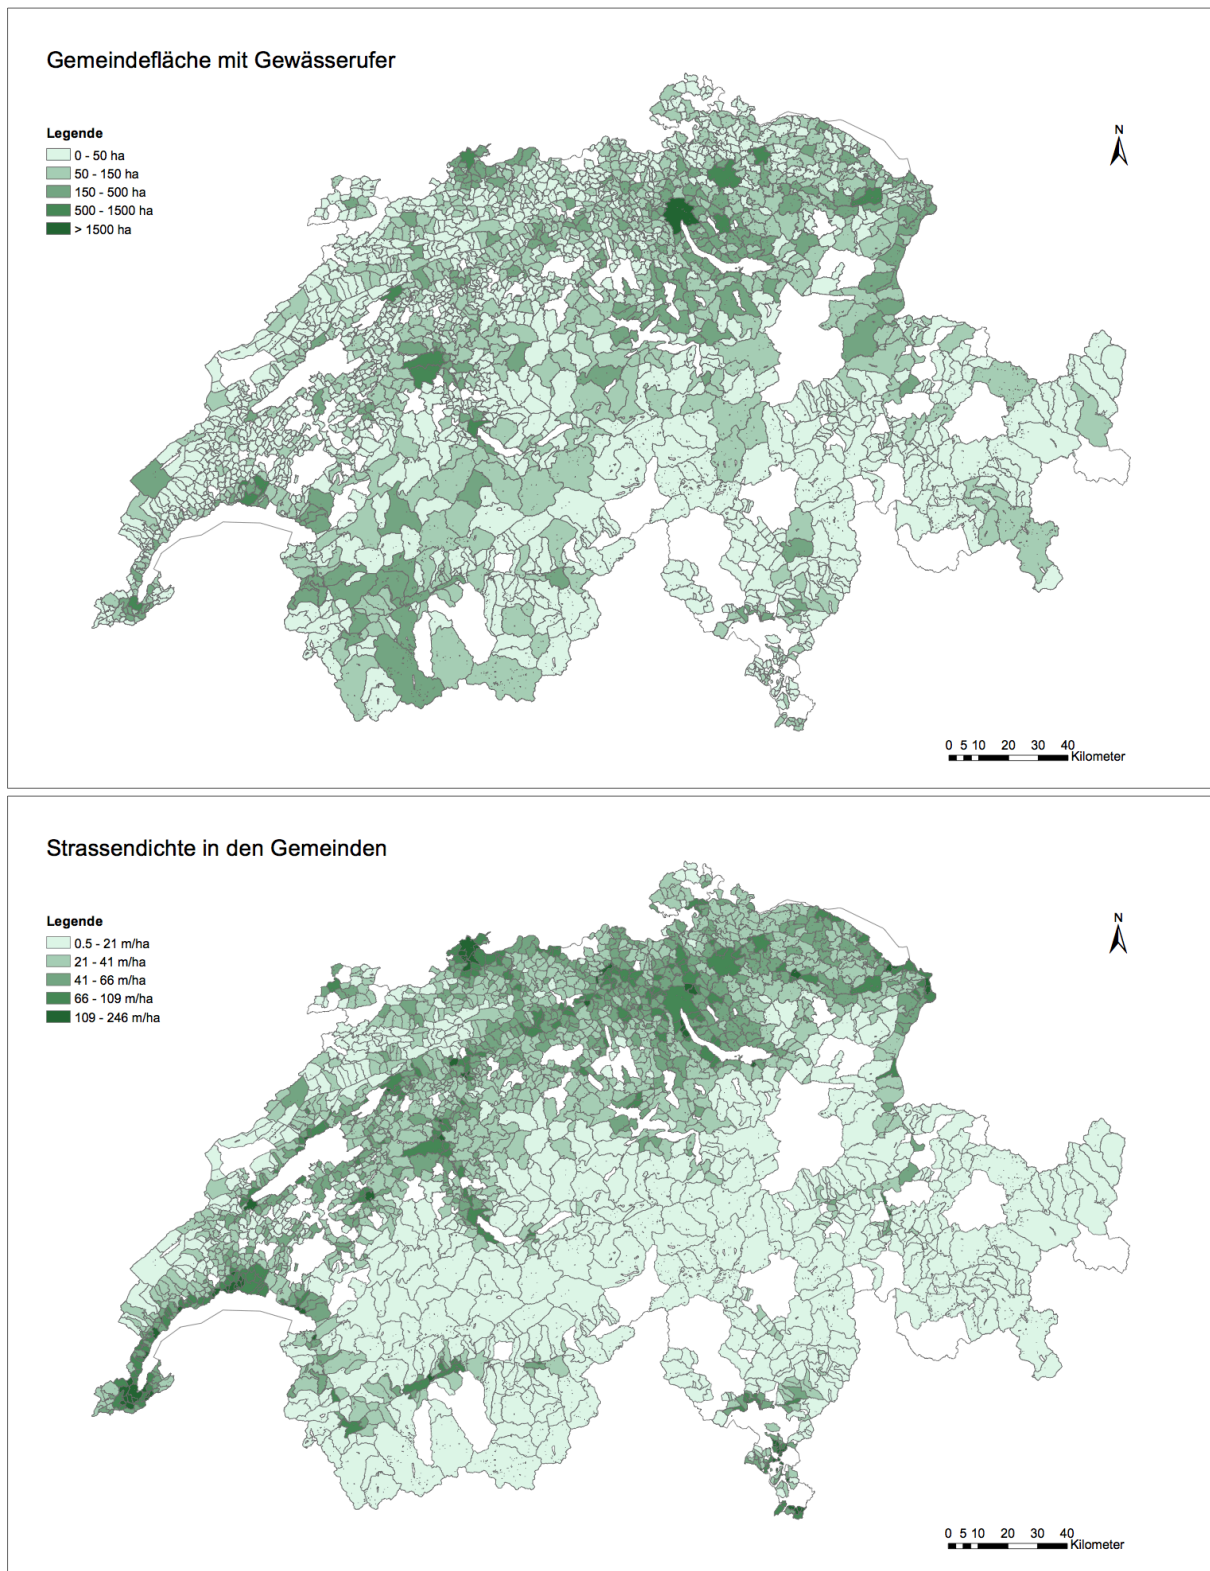 Gemeindefläche mit Gewässerufer
Legende
0 - 50 ha
50 - 150 ha
150 - 500 ha
500 - 1500 ha
> 1500 ha
N
0 5 10 20 30 40
Kilometer
Strassendichte in den Gemeinden
Legende
0.5 - 21 m/ha
21 - 41 m/ha
41 - 66 m/ha
66 - 109 m/ha
109 - 246 m/ha
N
0 5 10 20 30 40
Kilometer